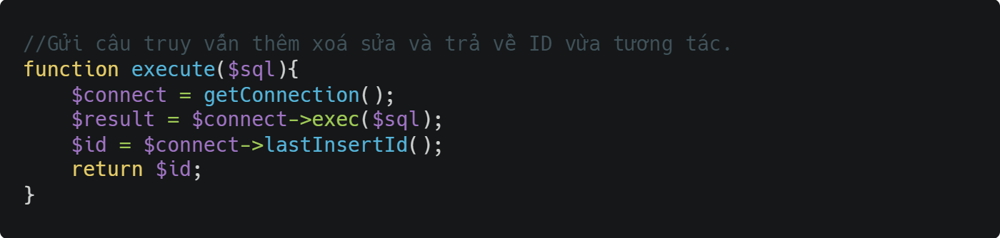 //Gửi câu truy vấn thêm xoá sửa và trả về ID vừa tương tác.
function execute($sql){
    $connect = getConnection();
    $result = $connect->exec($sql);
    $id = $connect->lastInsertId();
    return $id;
}